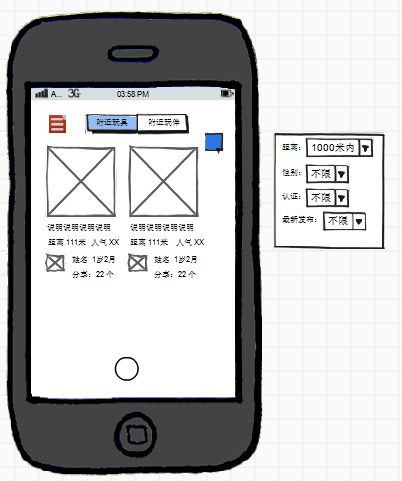 A... 3G 03:58 PM
附近玩具 附近玩伴
说明说明说明说明 说明说明说明说明
距离 111米 人气 XX 距离 111米 人气 XX
姓名 1岁2月 姓名 1岁2月
分享：22 个 分享：22 个
距离： 1000米内
性别： 不限
认证： 不限
最新发布： 不限